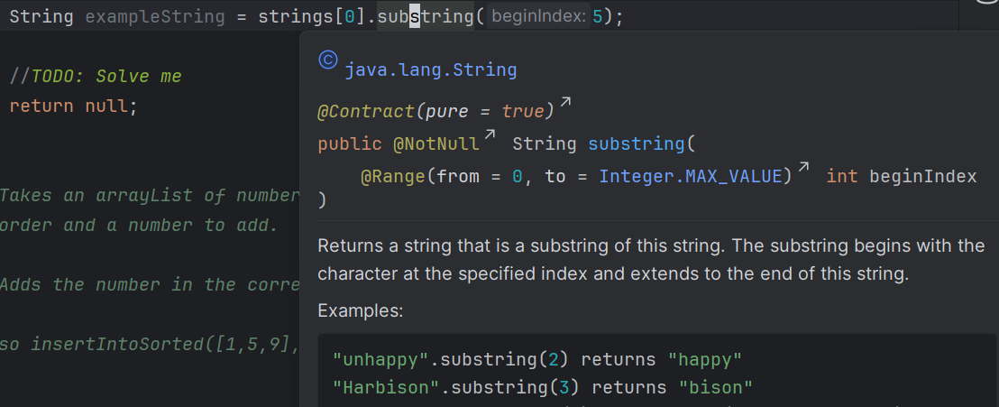 String exampleString = strings[0].substring( beginIndex: 5);
//TODO: Solve me
return null;
Takes an arrayList of number
order and a number to add.
Adds the number in the corre
so insertIntoSorted([1,5,9],
C java.lang.String
@Contract(pure = true)
public @NotNull String substring(
@Range(from = 0, to = Integer.MAX_VALUE) int beginIndex
)
Returns a string that is a substring of this string. The substring begins with the
character at the specified index and extends to the end of this string.
Examples:
"unhappy".substring(2) returns "happy"
"Harbison".substring(3) returns "bison"